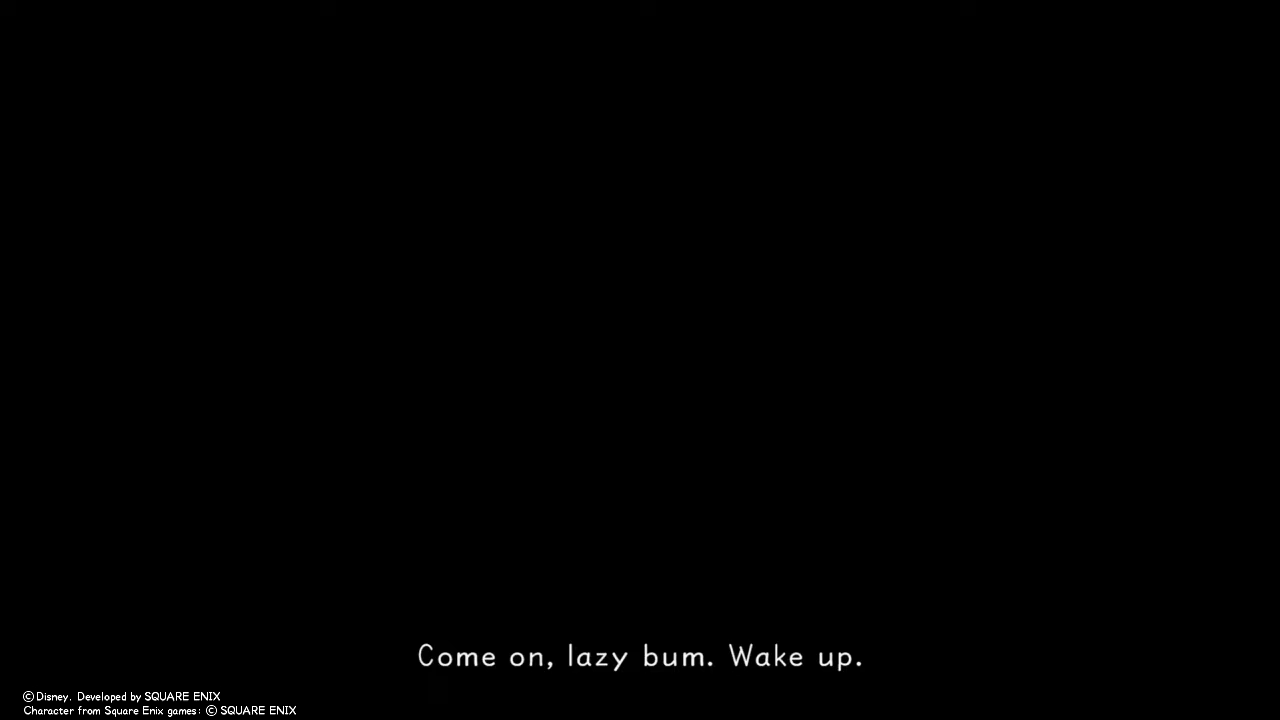 Come on, lazy bum. Wake up.
©Disney. Developed by SQUARE ENIX
Character from Square Enix games: © SQUARE ENIX